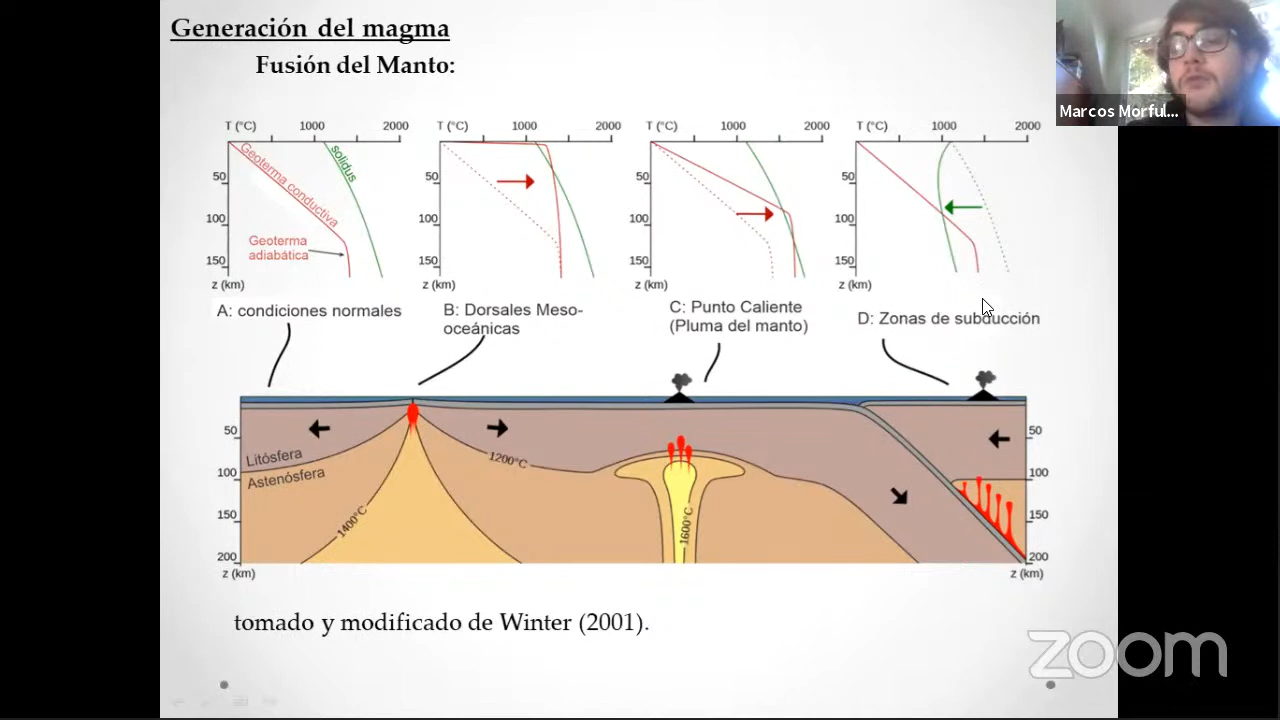 Generación del magma
Fusión del Manto:
Marcos Morful...
T (°C) 1000 2000
T (°C) 1000 2000
T (°C) 1000 2000
T (°C) 1000 2000
Geoterma conductiva
solidus
Geoterma
adiabática
50
100
150
z (km)
50
100
150
z (km)
50
100
150
z (km)
50
100
150
z (km)
A: condiciones normales
B: Dorsales Meso-
oceánicas
C: Punto Caliente
(Pluma del manto)
D: Zonas de subducción
50
100
150
200
z (km)
Litósfera
Astenósfera
1200°C
1400°C
1600°C
50
100
150
200
z (km)
tomado y modificado de Winter (2001).
zoom